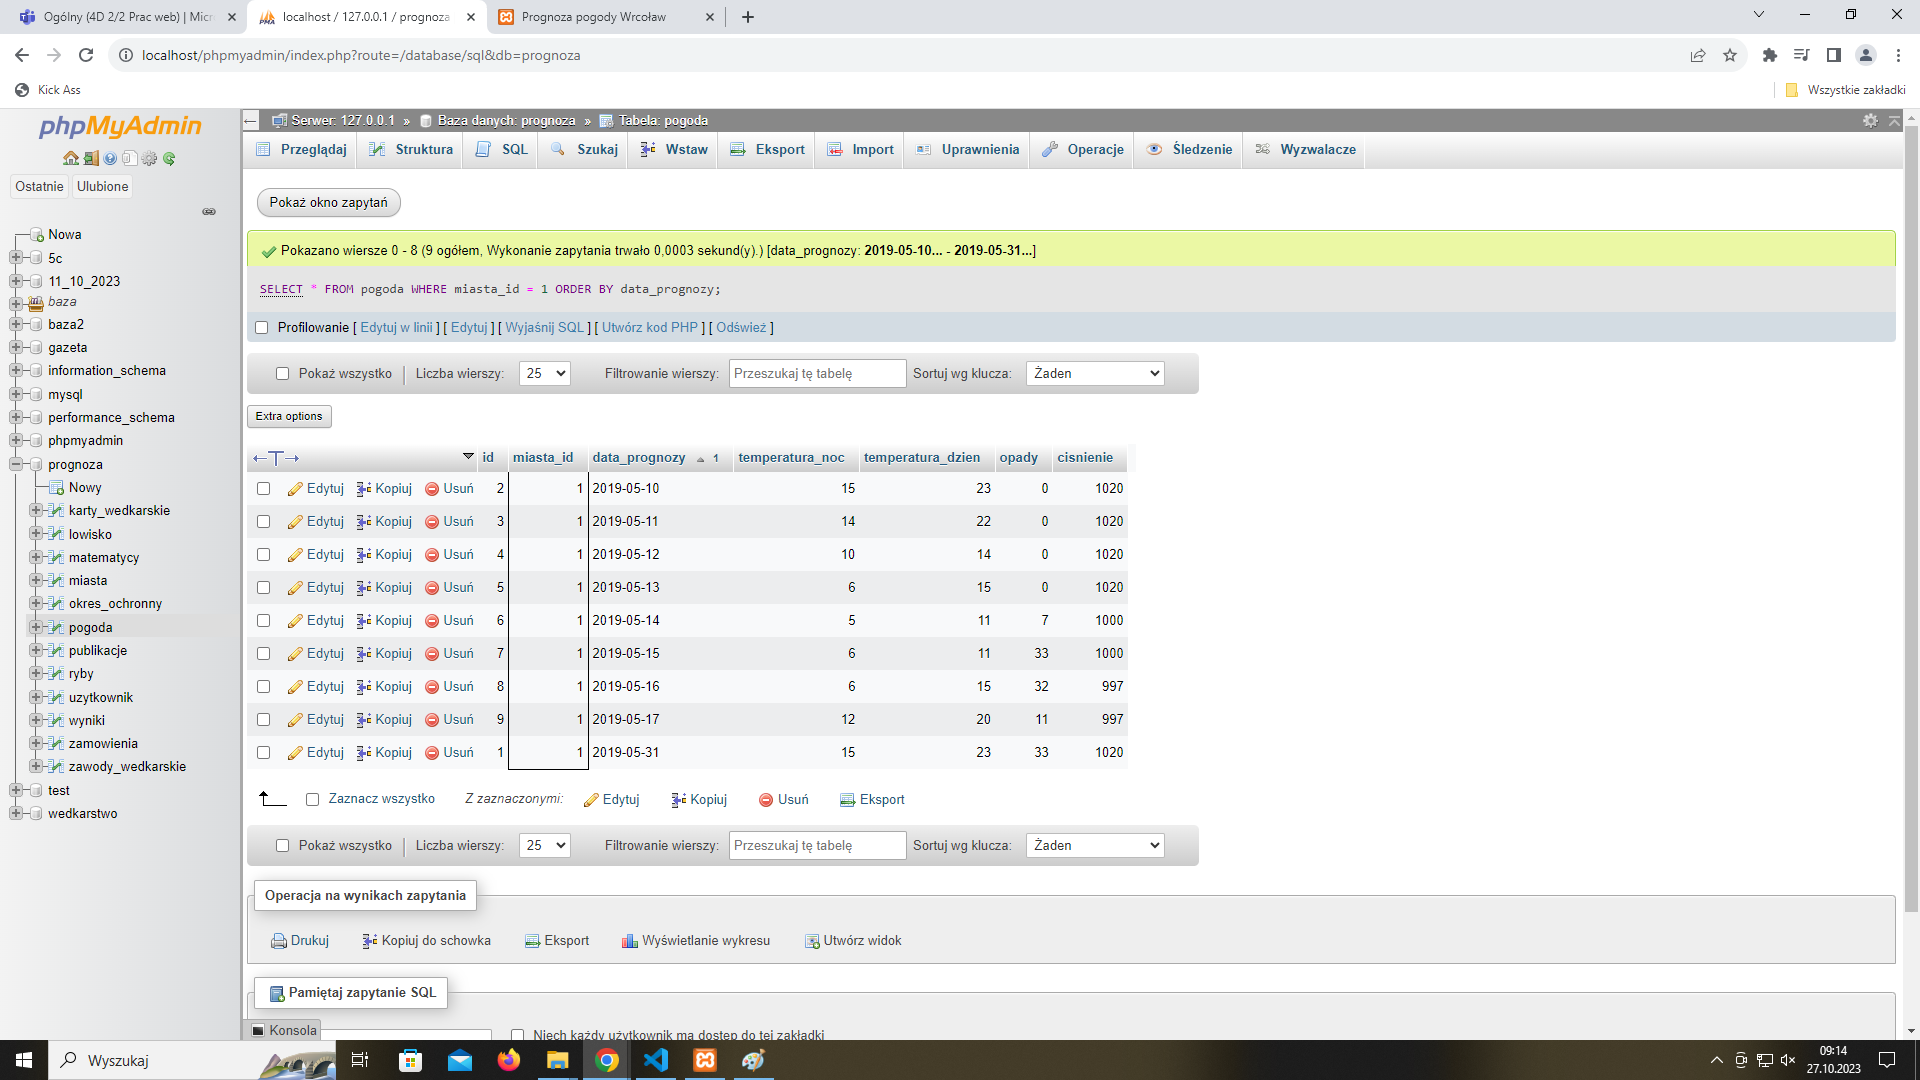 Ogólny (4D 2/2 Prac web) | Micr
localhost / 127.0.0.1 / prognoza
Prognoza pogody Wrcoław
localhost/phpmyadmin/index.php?route=/database/sql&db=prognoza
Kick Ass
Wszystkie zakładki
phpMyAdmin
Ostatnie Ulubione
Nowa
5c
11_10_2023
baza
baza2
gazeta
information_schema
mysql
performance_schema
phpmyadmin
prognoza
Nowy
karty_wedkarskie
lowisko
matematycy
miasta
okres_ochronny
pogoda
publikacje
ryby
uzytkownik
wyniki
zamowienia
zawody_wedkarskie
test
wedkarstwo
Serwer: 127.0.0.1 » Baza danych: prognoza » Tabela: pogoda
Przeglądaj Struktura SQL Szukaj Wstaw Eksport Import Uprawnienia Operacje Śledzenie Wyzwalacze
Pokaż okno zapytań
Pokazano wiersze 0 - 8 (9 ogółem, Wykonanie zapytania trwało 0,0003 sekund(y).) [data_prognozy: 2019-05-10... - 2019-05-31...]
SELECT * FROM pogoda WHERE miasta_id = 1 ORDER BY data_prognozy;
Profilowanie [ Edytuj w linii ] [ Edytuj ] [ Wyjaśnij SQL ] [ Utwórz kod PHP ] [ Odśwież ]
Pokaż wszystko Liczba wierszy: 25 Filtrowanie wierszy: Przeszukaj tę tabelę Sortuj wg klucza: Żaden
Extra options
←T→ id miasta_id data_prognozy 1 temperatura_noc temperatura_dzien opady cisnienie
Edytuj Kopiuj Usuń 2 1 2019-05-10 15 23 0 1020
Edytuj Kopiuj Usuń 3 1 2019-05-11 14 22 0 1020
Edytuj Kopiuj Usuń 4 1 2019-05-12 10 14 0 1020
Edytuj Kopiuj Usuń 5 1 2019-05-13 6 15 0 1020
Edytuj Kopiuj Usuń 6 1 2019-05-14 5 11 7 1000
Edytuj Kopiuj Usuń 7 1 2019-05-15 6 11 33 1000
Edytuj Kopiuj Usuń 8 1 2019-05-16 6 15 32 997
Edytuj Kopiuj Usuń 9 1 2019-05-17 12 20 11 997
Edytuj Kopiuj Usuń 1 1 2019-05-31 15 23 33 1020
Zaznacz wszystko Z zaznaczonymi: Edytuj Kopiuj Usuń Eksport
Pokaż wszystko Liczba wierszy: 25 Filtrowanie wierszy: Przeszukaj tę tabelę Sortuj wg klucza: Żaden
Operacja na wynikach zapytania
Drukuj Kopiuj do schowka Eksport Wyświetlanie wykresu Utwórz widok
Pamiętaj zapytanie SQL
Konsola
Niech każdy użytkownik ma dostęp do tej zakładki
Wyszukaj
09:14
27.10.2023